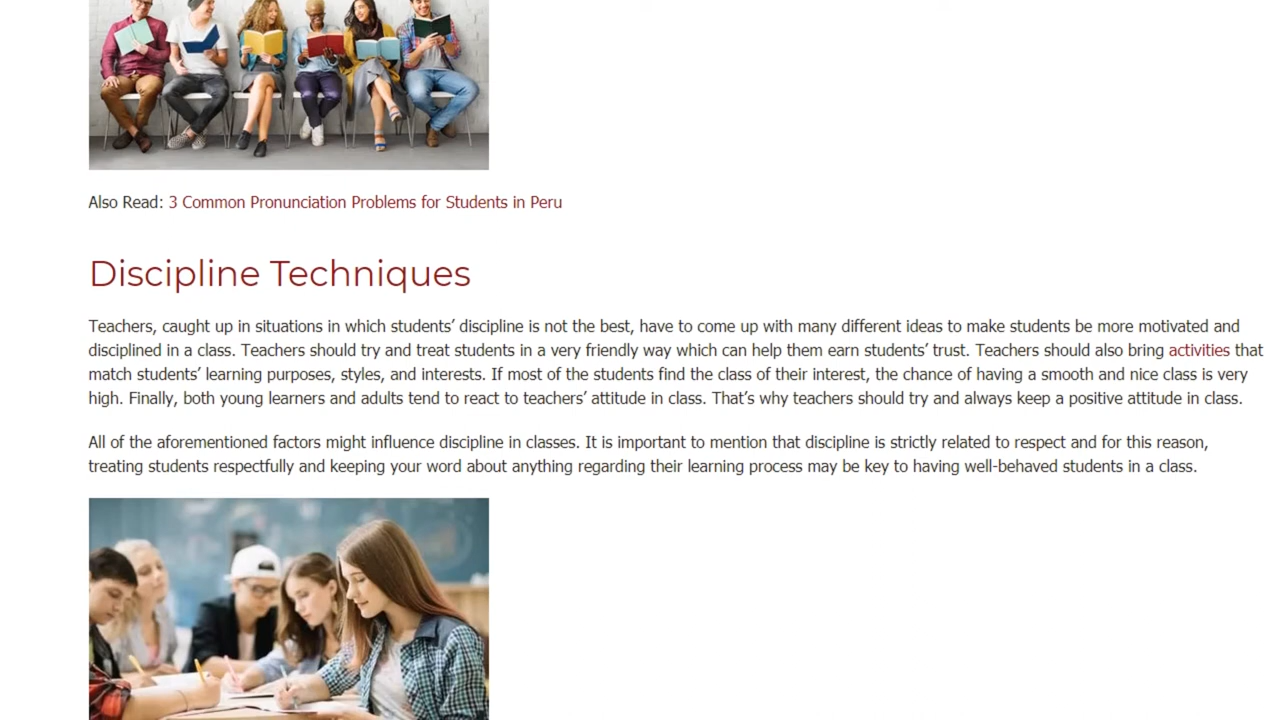 Also Read: 3 Common Pronunciation Problems for Students in Peru
Discipline Techniques
Teachers, caught up in situations in which students’ discipline is not the best, have to come up with many different ideas to make students be more motivated and
disciplined in a class. Teachers should try and treat students in a very friendly way which can help them earn students’ trust. Teachers should also bring activities that
match students’ learning purposes, styles, and interests. If most of the students find the class of their interest, the chance of having a smooth and nice class is very
high. Finally, both young learners and adults tend to react to teachers’ attitude in class. That’s why teachers should try and always keep a positive attitude in class.
All of the aforementioned factors might influence discipline in classes. It is important to mention that discipline is strictly related to respect and for this reason,
treating students respectfully and keeping your word about anything regarding their learning process may be key to having well-behaved students in a class.